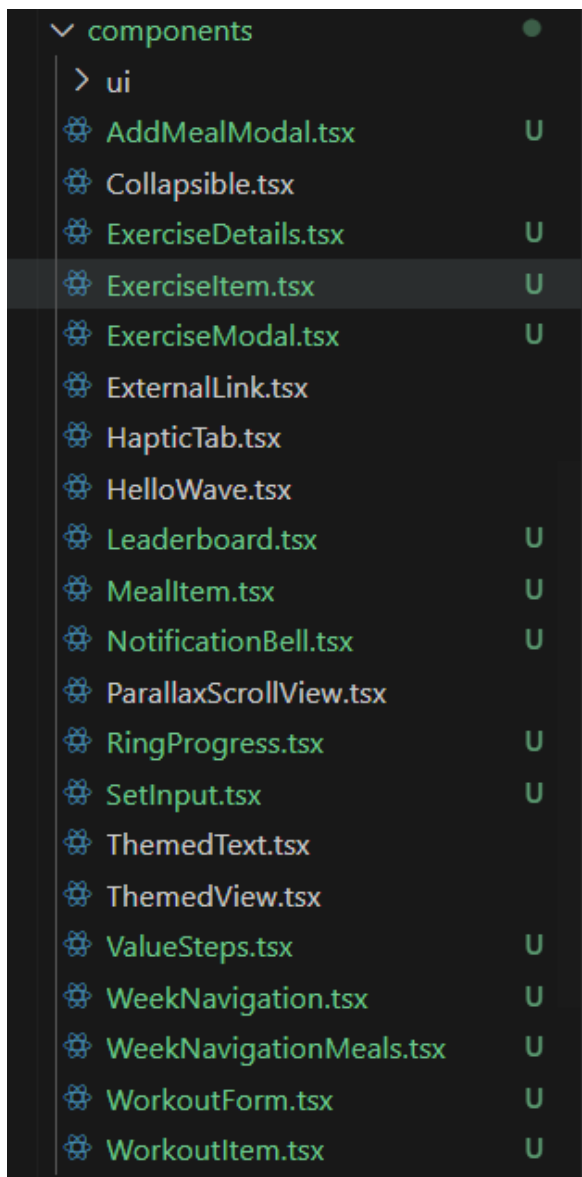 components
ui
AddMealModal.tsx U
Collapsible.tsx
ExerciseDetails.tsx U
ExerciseItem.tsx U
ExerciseModal.tsx U
ExternalLink.tsx
HapticTab.tsx
HelloWave.tsx
Leaderboard.tsx U
MealItem.tsx U
NotificationBell.tsx U
ParallaxScrollView.tsx
RingProgress.tsx U
SetInput.tsx U
ThemedText.tsx
ThemedView.tsx
ValueSteps.tsx U
WeekNavigation.tsx U
WeekNavigationMeals.tsx U
WorkoutForm.tsx U
WorkoutItem.tsx U